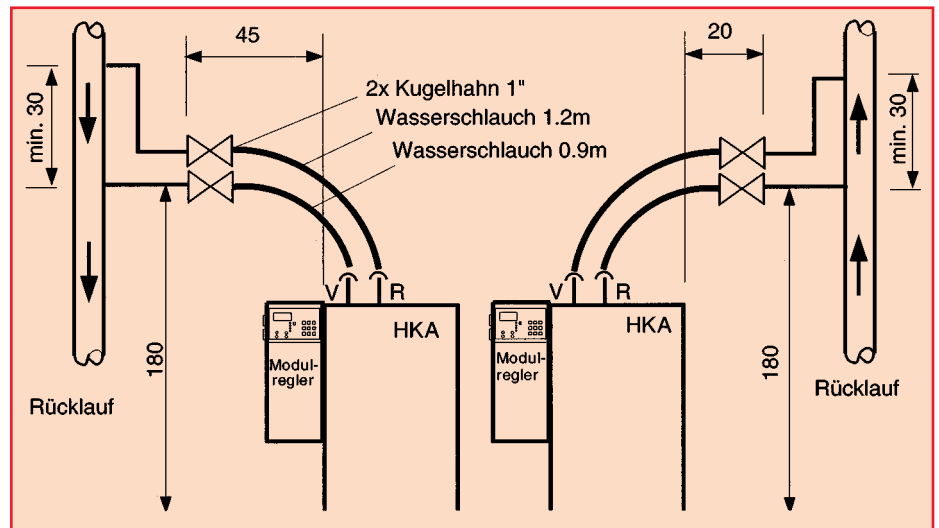 45
20
2x Kugelhahn 1"
Wasserschlauch 1.2m
Wasserschlauch 0.9m
min. 30
min. 30
V
R
HKA
Modul-
regler
180
Rücklauf
V
R
HKA
Modul-
regler
180
Rücklauf